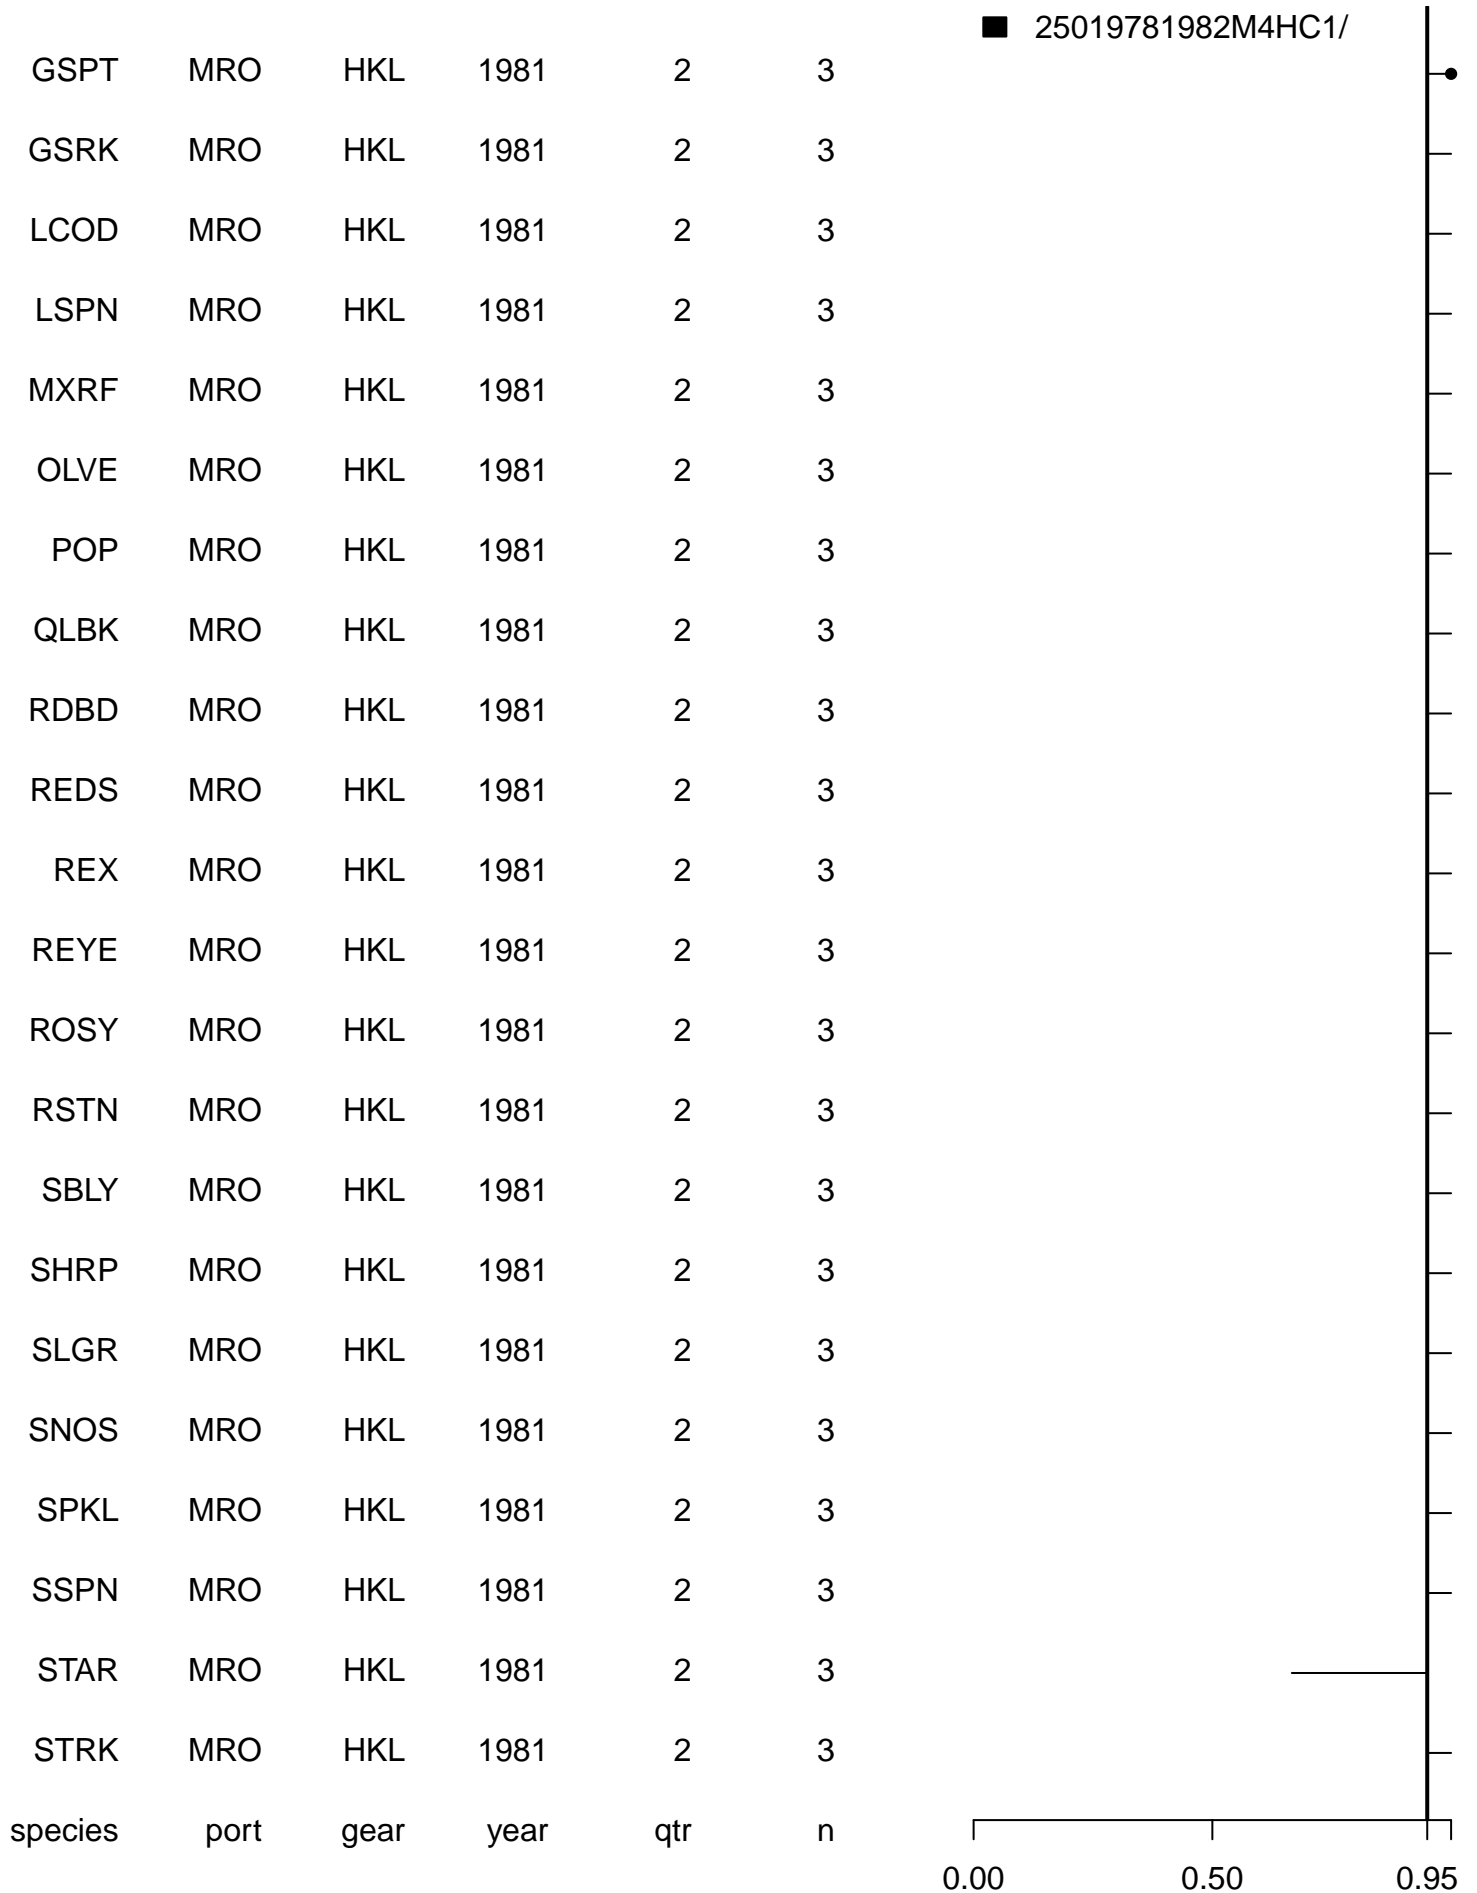 25019781982M4HC1/
GSPT MRO HKL 1981 2 3
GSRK MRO HKL 1981 2 3
LCOD MRO HKL 1981 2 3
LSPN MRO HKL 1981 2 3
MXRF MRO HKL 1981 2 3
OLVE MRO HKL 1981 2 3
POP MRO HKL 1981 2 3
QLBK MRO HKL 1981 2 3
RDBD MRO HKL 1981 2 3
REDS MRO HKL 1981 2 3
REX MRO HKL 1981 2 3
REYE MRO HKL 1981 2 3
ROSY MRO HKL 1981 2 3
RSTN MRO HKL 1981 2 3
SBLY MRO HKL 1981 2 3
SHRP MRO HKL 1981 2 3
SLGR MRO HKL 1981 2 3
SNOS MRO HKL 1981 2 3
SPKL MRO HKL 1981 2 3
SSPN MRO HKL 1981 2 3
STAR MRO HKL 1981 2 3
STRK MRO HKL 1981 2 3
species port gear year qtr n
0.00 0.50 0.95